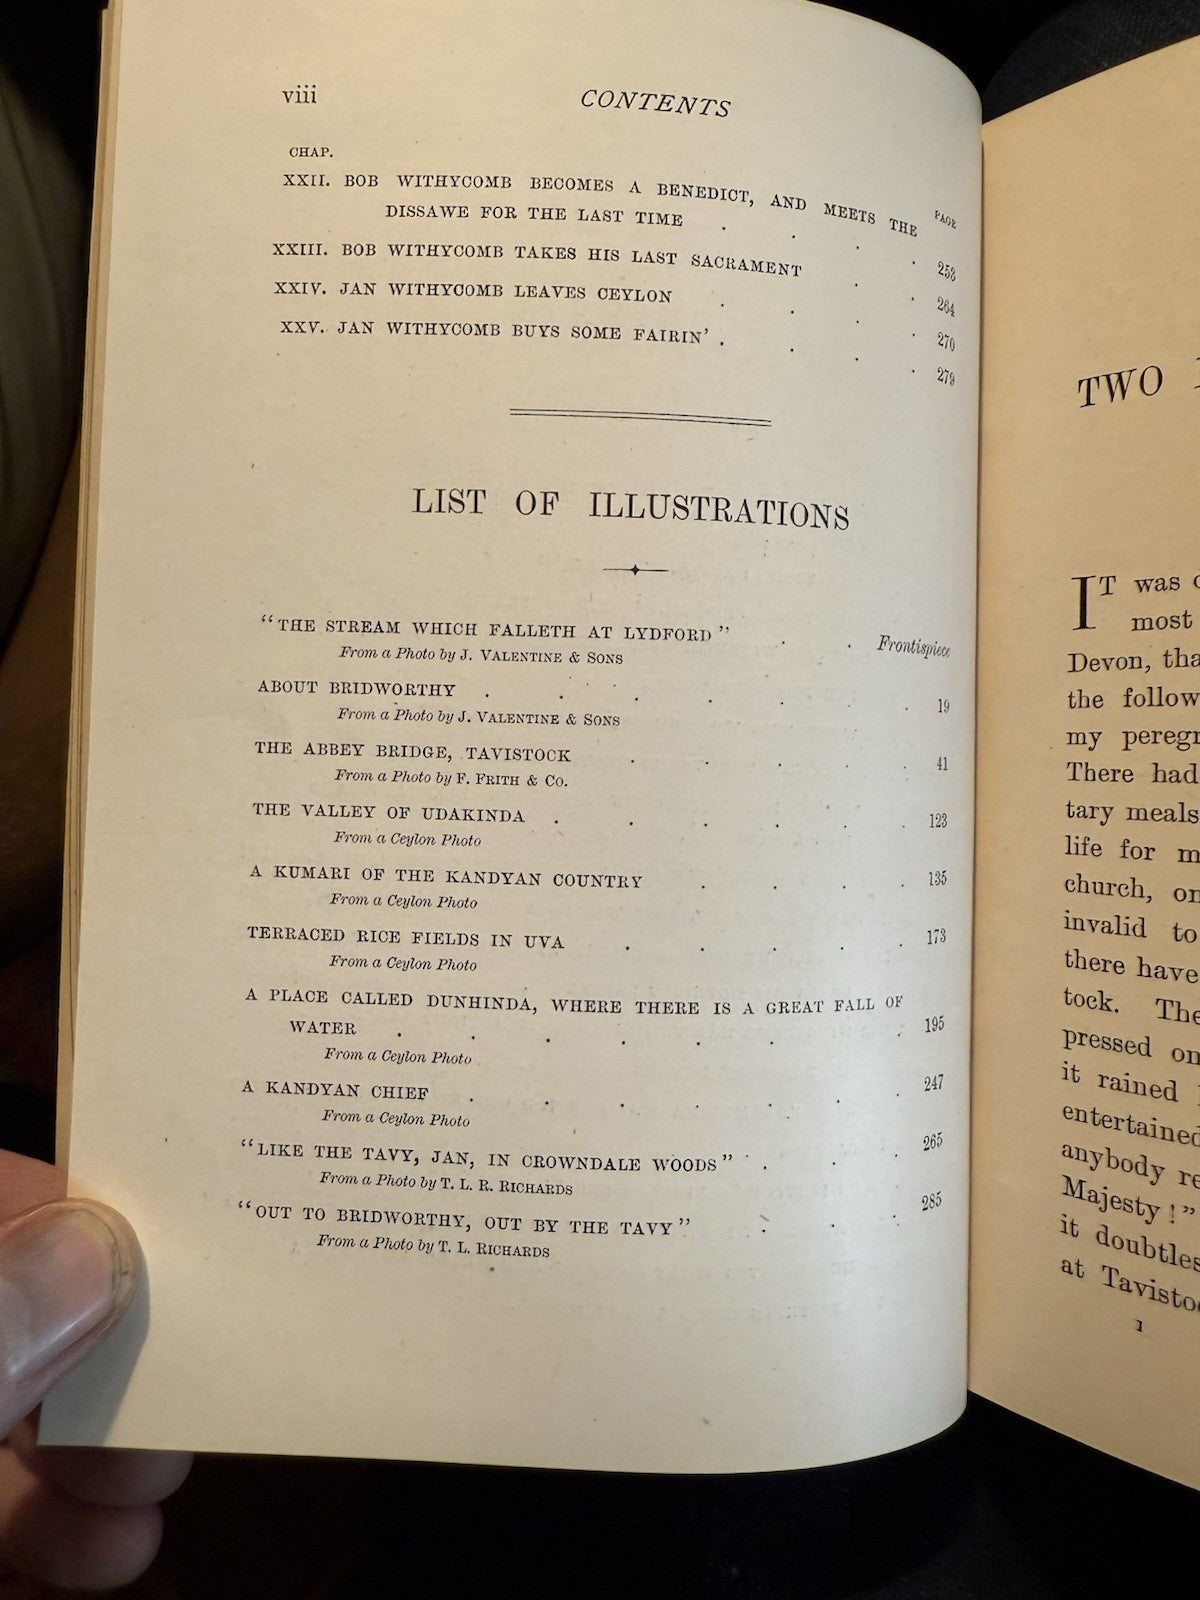 viii CONTENTS
CHAP.
PAGE
XXII. BOB WITHYCOMB BECOMES A BENEDICT, AND MEETS THE
DISSAWE FOR THE LAST TIME . . . . 258
XXIII. BOB WITHYCOMB TAKES HIS LAST SACRAMENT . . 264
XXIV. JAN WITHYCOMB LEAVES CEYLON . . . . 270
XXV. JAN WITHYCOMB BUYS SOME FAIRIN' . . . . 279
LIST OF ILLUSTRATIONS
"THE STREAM WHICH FALLETH AT LYDFORD" . . Frontispiece
From a Photo by J. VALENTINE & SONS
ABOUT BRIDWORTHY . . . . . . 19
From a Photo by J. VALENTINE & SONS
THE ABBEY BRIDGE, TAVISTOCK . . . . 41
From a Photo by F. FRITH & CO.
THE VALLEY OF UDAKINDA . . . . . 123
From a Ceylon Photo
A KUMARI OF THE KANDYAN COUNTRY . . . . 135
From a Ceylon Photo
TERRACED RICE FIELDS IN UVA . . . . . 173
From a Ceylon Photo
A PLACE CALLED DUNHINDA, WHERE THERE IS A GREAT FALL OF
WATER . . . . . . . 195
From a Ceylon Photo
A KANDYAN CHIEF . . . . . . 247
From a Ceylon Photo
"LIKE THE TAVY, JAN, IN CROWNDALE WOODS" . . . 265
From a Photo by T. L. R. RICHARDS
"OUT TO BRIDWORTHY, OUT BY THE TAVY" . . . 285
From a Photo by T. L. RICHARDS
TWO
IT was
most
Devon, tha
the follow
my peregr
There had
tary meals
life for m
church, on
invalid to
there have
tock. The
pressed on
it rained
entertained
anybody re
Majesty!"
it doubtles
at Tavisto
1